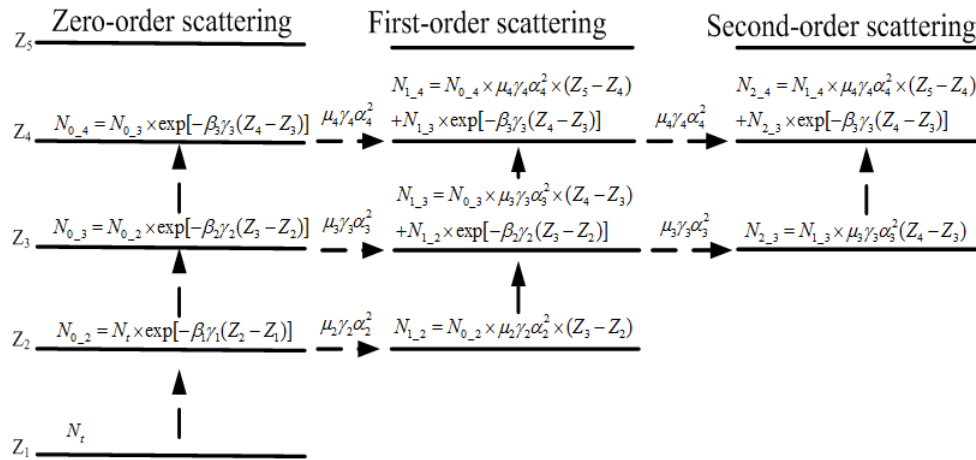 Zero-order scattering
First-order scattering
Second-order scattering
Z₅
N₁_₄ = N₀_₄ × μ₄γ₄α₄² × (Z₅ − Z₄)
N₂_₄ = N₁_₄ × μ₄γ₄α₄² × (Z₅ − Z₄)
Z₄
N₀_₄ = N₀_₃ × exp[−β₃γ₃(Z₄ − Z₃)]
μ₄γ₄α₄²
+N₁_₃ × exp[−β₃γ₃(Z₄ − Z₃)]
μ₄γ₄α₄²
+N₂_₃ × exp[−β₃γ₃(Z₄ − Z₃)]
N₁_₃ = N₀_₃ × μ₃γ₃α₃² × (Z₄ − Z₃)
Z₃
N₀_₃ = N₀_₂ × exp[−β₂γ₂(Z₃ − Z₂)]
μ₃γ₃α₃²
+N₁_₂ × exp[−β₂γ₂(Z₃ − Z₂)]
μ₃γ₃α₃²
N₂_₃ = N₁_₃ × μ₃γ₃α₃²(Z₄ − Z₃)
Z₂
N₀_₂ = Nₜ × exp[−β₁γ₁(Z₂ − Z₁)]
μ₂γ₂α₂²
N₁_₂ = N₀_₂ × μ₂γ₂α₂² × (Z₃ − Z₂)
Z₁
Nₜ